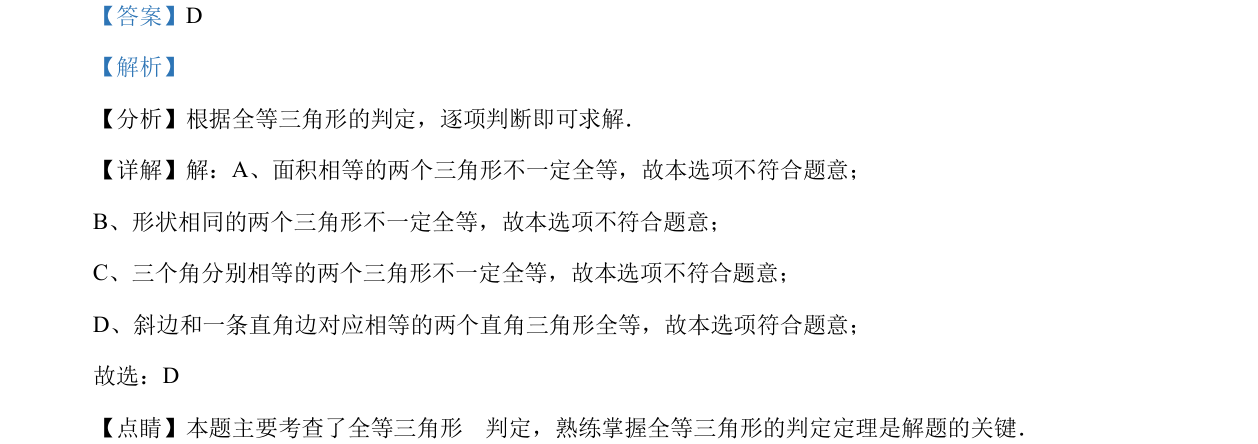 【答案】D
【解析】
【分析】根据全等三角形的判定，逐项判断即可求解．
【详解】解：A、面积相等的两个三角形不一定全等，故本选项不符合题意；
B、形状相同的两个三角形不一定全等，故本选项不符合题意；
C、三个角分别相等的两个三角形不一定全等，故本选项不符合题意；
D、斜边和一条直角边对应相等的两个直角三角形全等，故本选项符合题意；
故选：D
【点睛】本题主要考查了全等三角形　判定，熟练掌握全等三角形的判定定理是解题的关键．